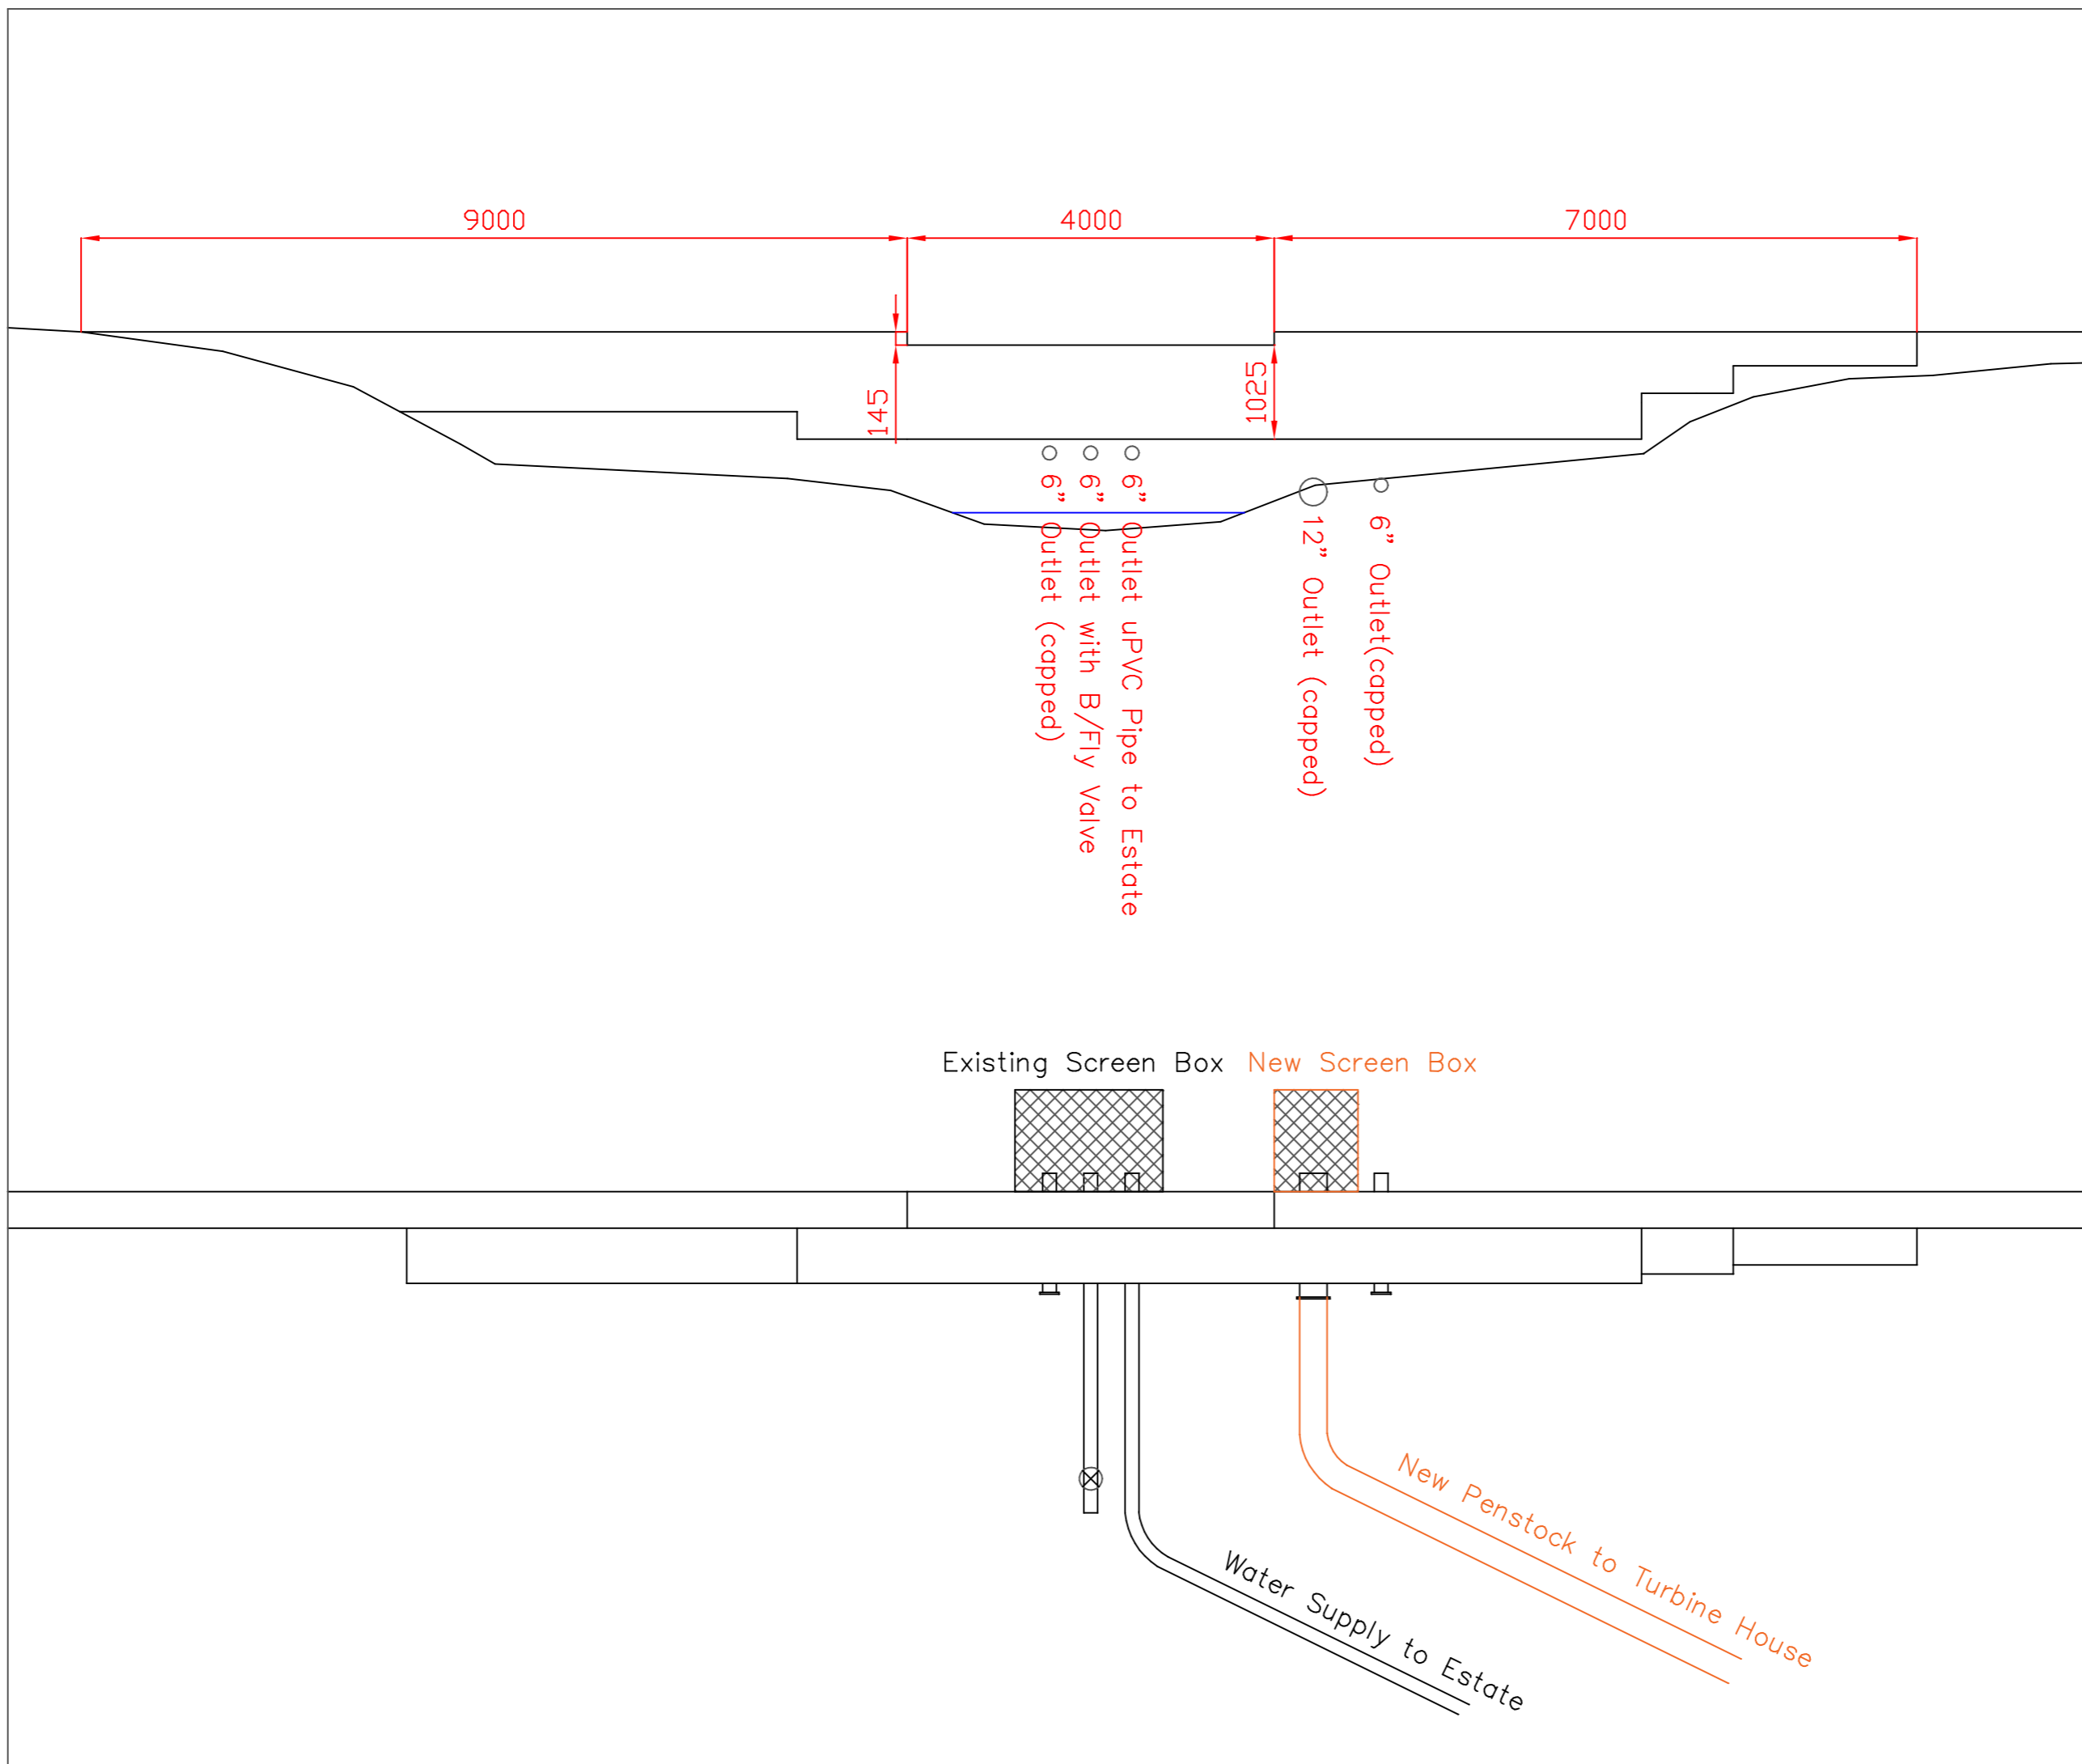 9000
4000
7000
145
1025
6” Outlet (capped)
6” Outlet with B/Fly Valve
6” Outlet uPVC Pipe to Estate
12” Outlet (capped)
6” Outlet(capped)
Existing Screen Box
New Screen Box
New Penstock to Turbine House
Water Supply to Estate